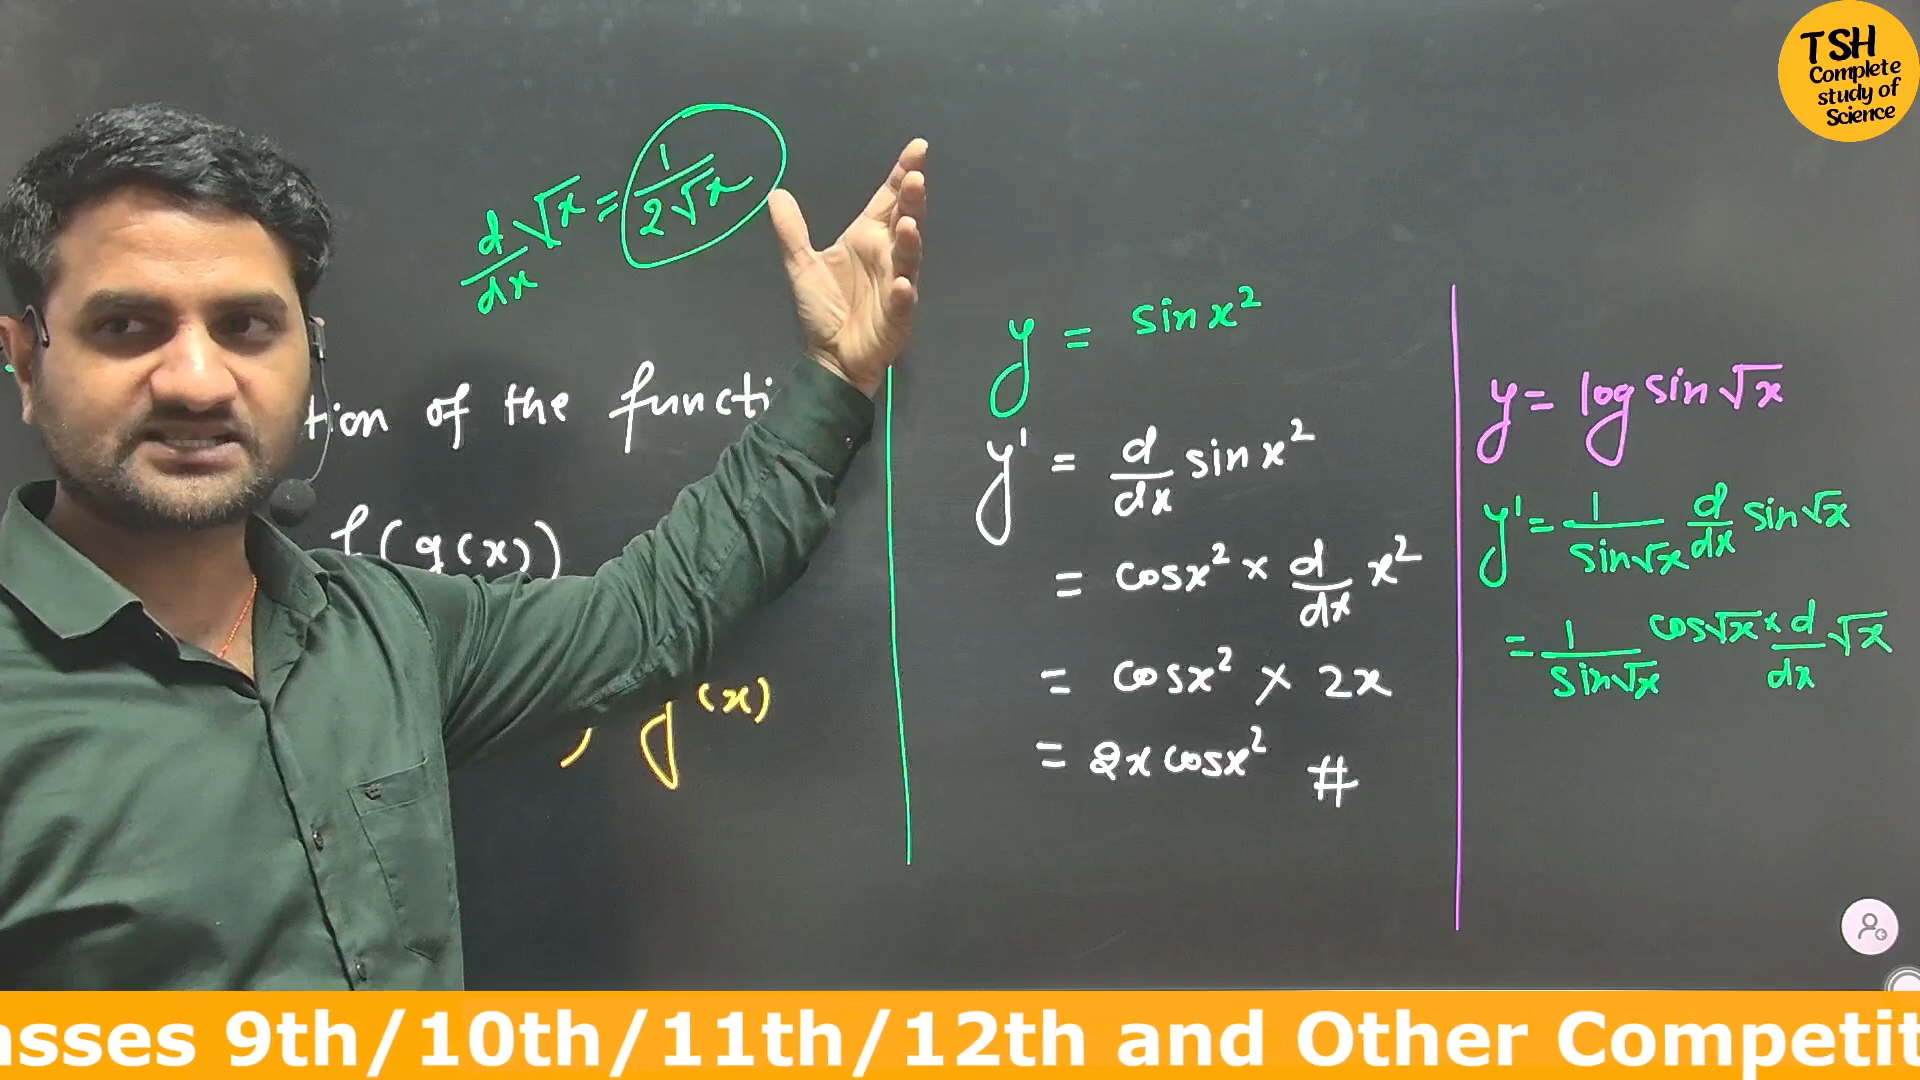 TSH
Complete
study of
Science
d/dx √x = 1/2√x
tion of the functi
f(g(x))
g(x)
y = sin x²
y' = d/dx sin x²
= cos x² × d/dx x²
= cos x² × 2x
= 2x cos x² #
y = log sin √x
y' = 1/sin√x d/dx sin √x
= 1/sin√x cos√x × d/dx √x
asses 9th/10th/11th/12th and Other Competit